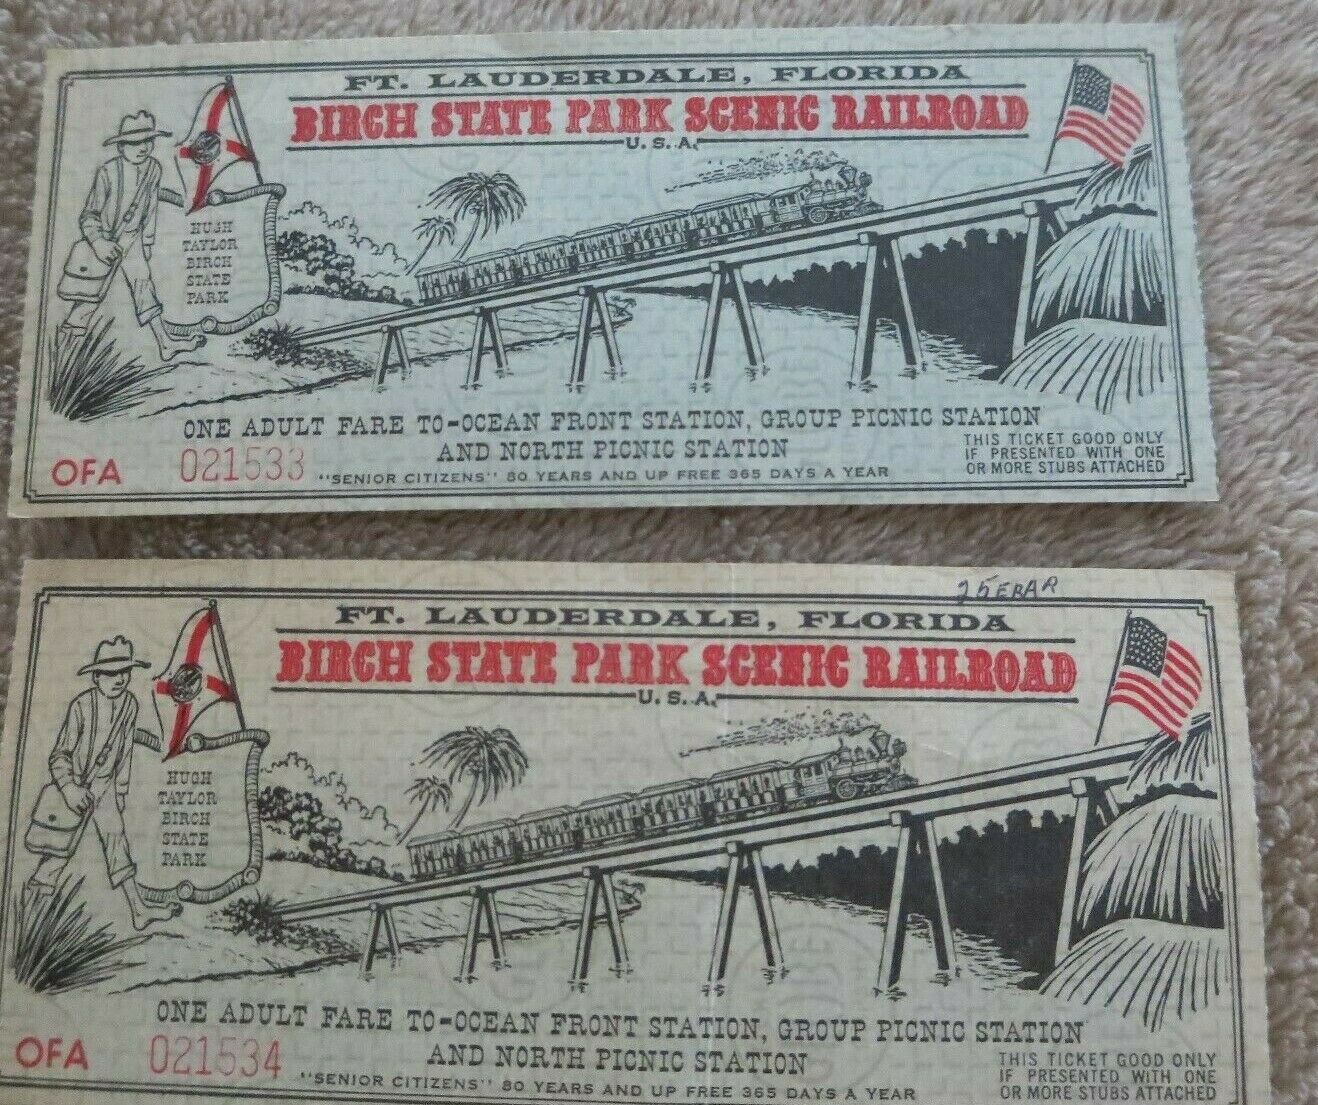 FT. LAUDERDALE, FLORIDA
BIRCH STATE PARK SCENIC RAILROAD
U. S. A.
HUGH
TAYLOR
BIRCH
STATE
PARK
ONE ADULT FARE TO-OCEAN FRONT STATION, GROUP PICNIC STATION
AND NORTH PICNIC STATION
THIS TICKET GOOD ONLY
IF PRESENTED WITH ONE
OR MORE STUBS ATTACHED
OFA 021533
"SENIOR CITIZENS" 80 YEARS AND UP FREE 365 DAYS A YEAR
FT. LAUDERDALE, FLORIDA
BIRCH STATE PARK SCENIC RAILROAD
U. S. A.
HUGH
TAYLOR
BIRCH
STATE
PARK
ONE ADULT FARE TO-OCEAN FRONT STATION, GROUP PICNIC STATION
AND NORTH PICNIC STATION
THIS TICKET GOOD ONLY
IF PRESENTED WITH ONE
OR MORE STUBS ATTACHED
OFA 021534
"SENIOR CITIZENS" 80 YEARS AND UP FREE 365 DAYS A YEAR